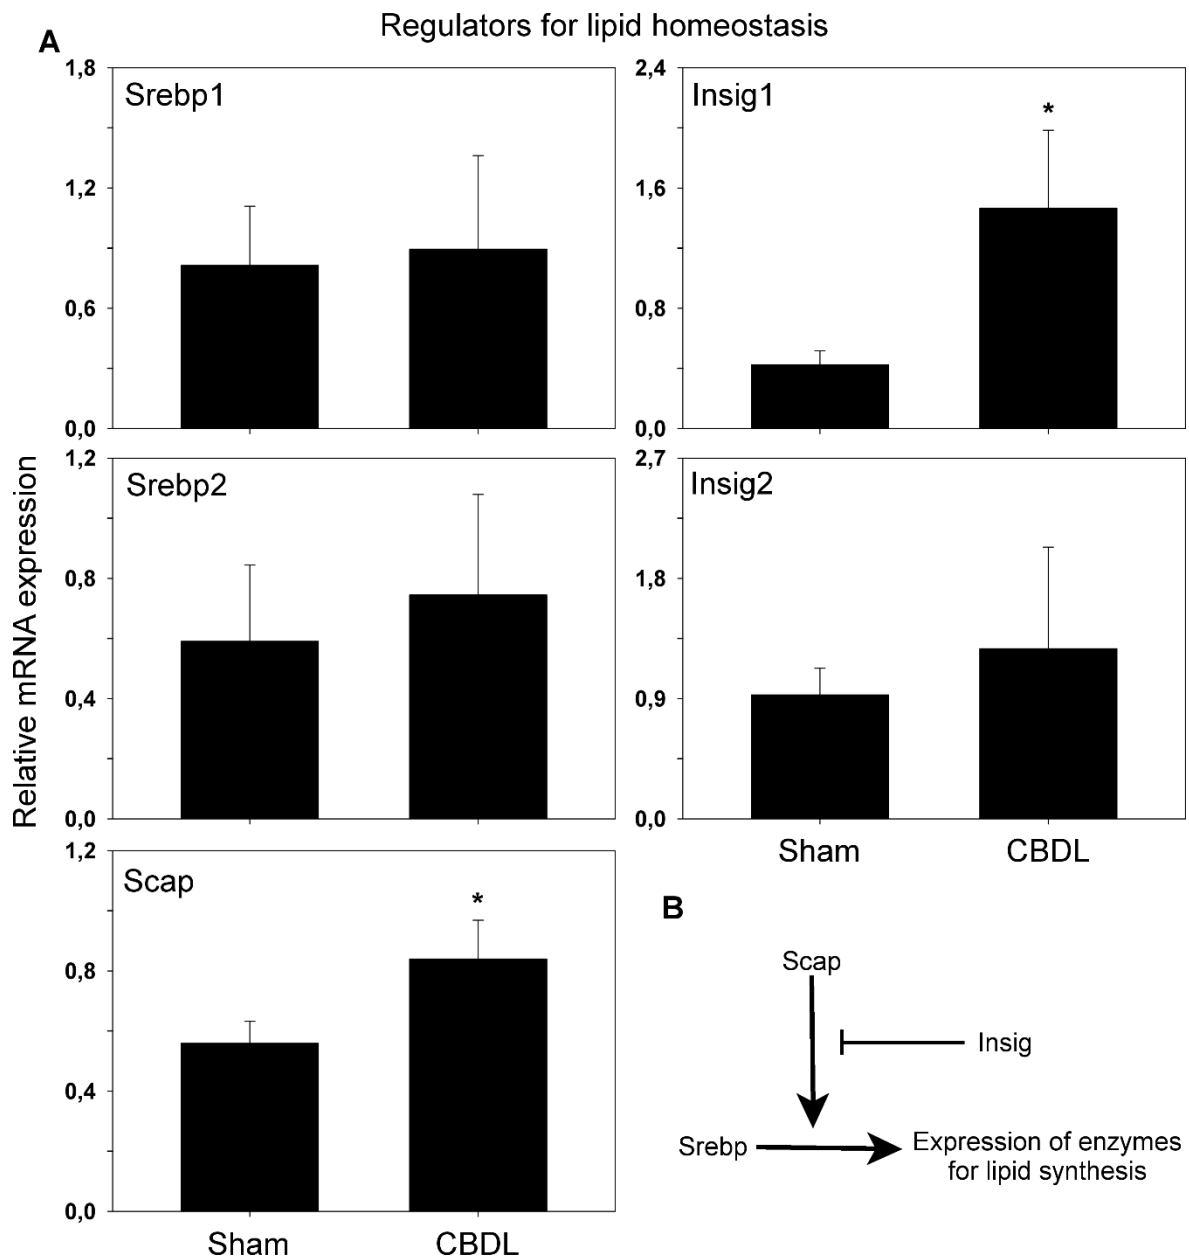 Regulators for lipid homeostasis
A
Relative mRNA expression
Srebp1
1,8
1,2
0,6
0,0
Insig1
*
2,4
1,6
0,8
0,0
Srebp2
1,2
0,8
0,4
0,0
Insig2
2,7
1,8
0,9
0,0
Sham CBDL
Scap
*
1,2
0,8
0,4
0,0
Sham CBDL
B
Scap
Insig
Srebp
Expression of enzymes
for lipid synthesis